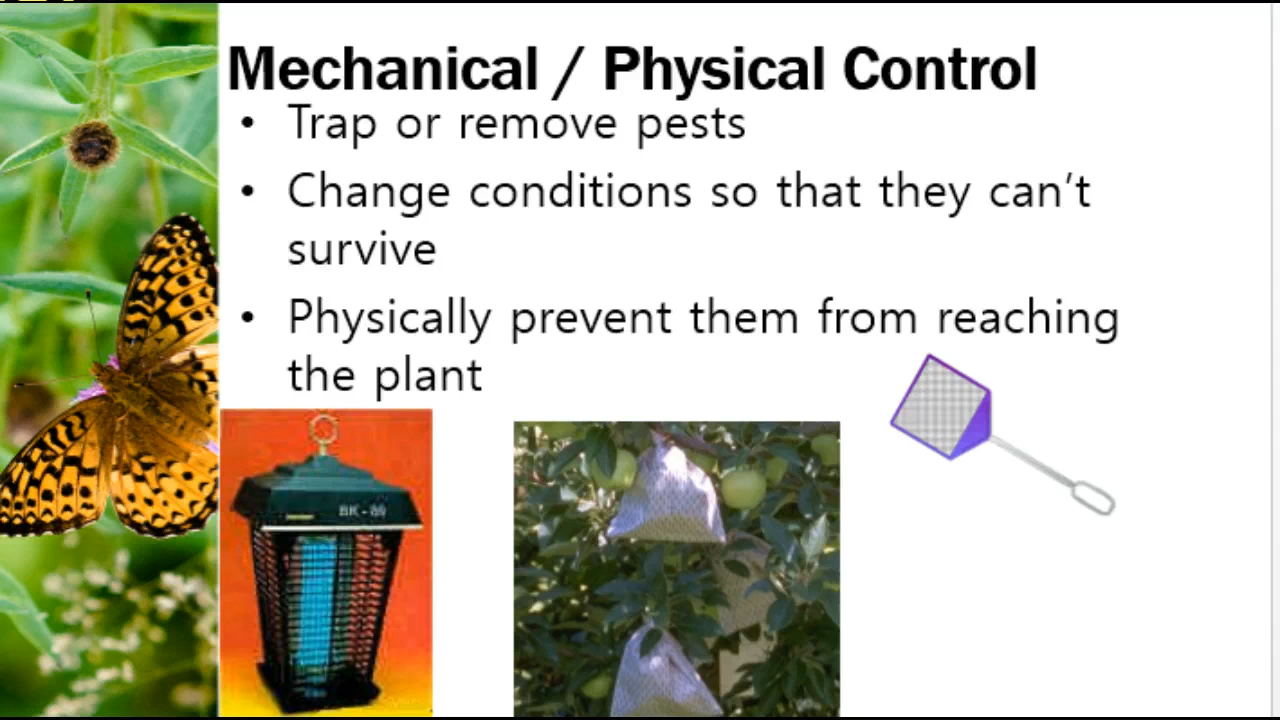 Mechanical / Physical Control
• Trap or remove pests
• Change conditions so that they can’t
survive
• Physically prevent them from reaching
the plant
BK-89